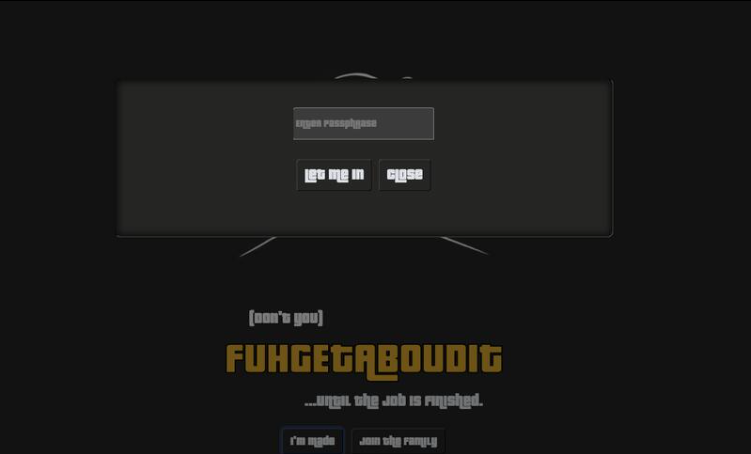 Enter Passphrase
Let me in
Close
(Don't you)
FUHGETABOUDIT
...until the job is finished.
I'm made
Join the family